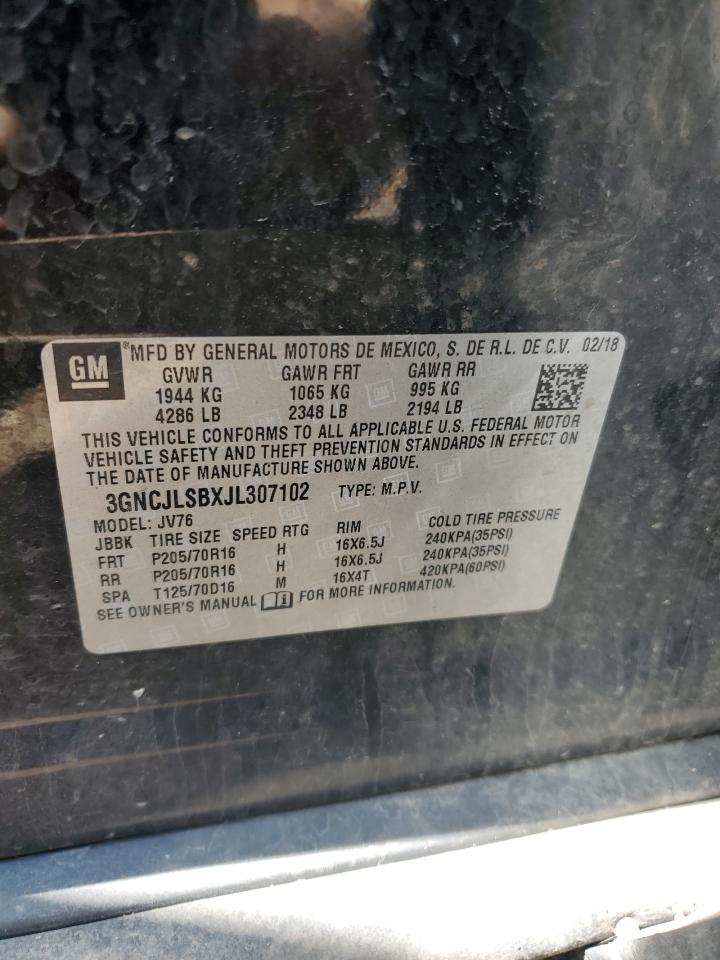 GM ®MFD BY GENERAL MOTORS DE MEXICO, S. DE R.L. DE C.V. 02/18
GVWR GAWR FRT GAWR RR
1944 KG 1065 KG 995 KG
4286 LB 2348 LB 2194 LB
THIS VEHICLE CONFORMS TO ALL APPLICABLE U.S. FEDERAL MOTOR
VEHICLE SAFETY AND THEFT PREVENTION STANDARDS IN EFFECT ON
THE DATE OF MANUFACTURE SHOWN ABOVE.
3GNCJLSBXJL307102 TYPE: M.P.V.
MODEL: JV76
JBBK TIRE SIZE SPEED RTG RIM COLD TIRE PRESSURE
FRT P205/70R16 H 16X6.5J 240KPA(35PSI)
RR P205/70R16 H 16X6.5J 240KPA(35PSI)
SPA T125/70D16 M 16X4T 420KPA(60PSI)
SEE OWNER'S MANUAL i FOR MORE INFORMATION.